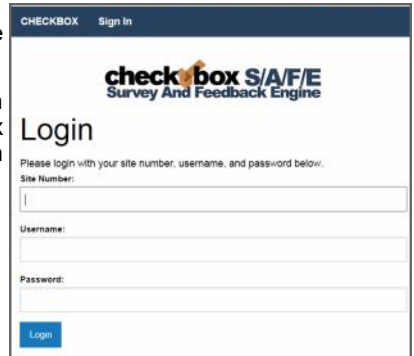 CHECKBOX Sign In
checkbox S/A/F/E
Survey And Feedback Engine
Login
Please login with your site number, username, and password below.
Site Number:
Username:
Password:
Login